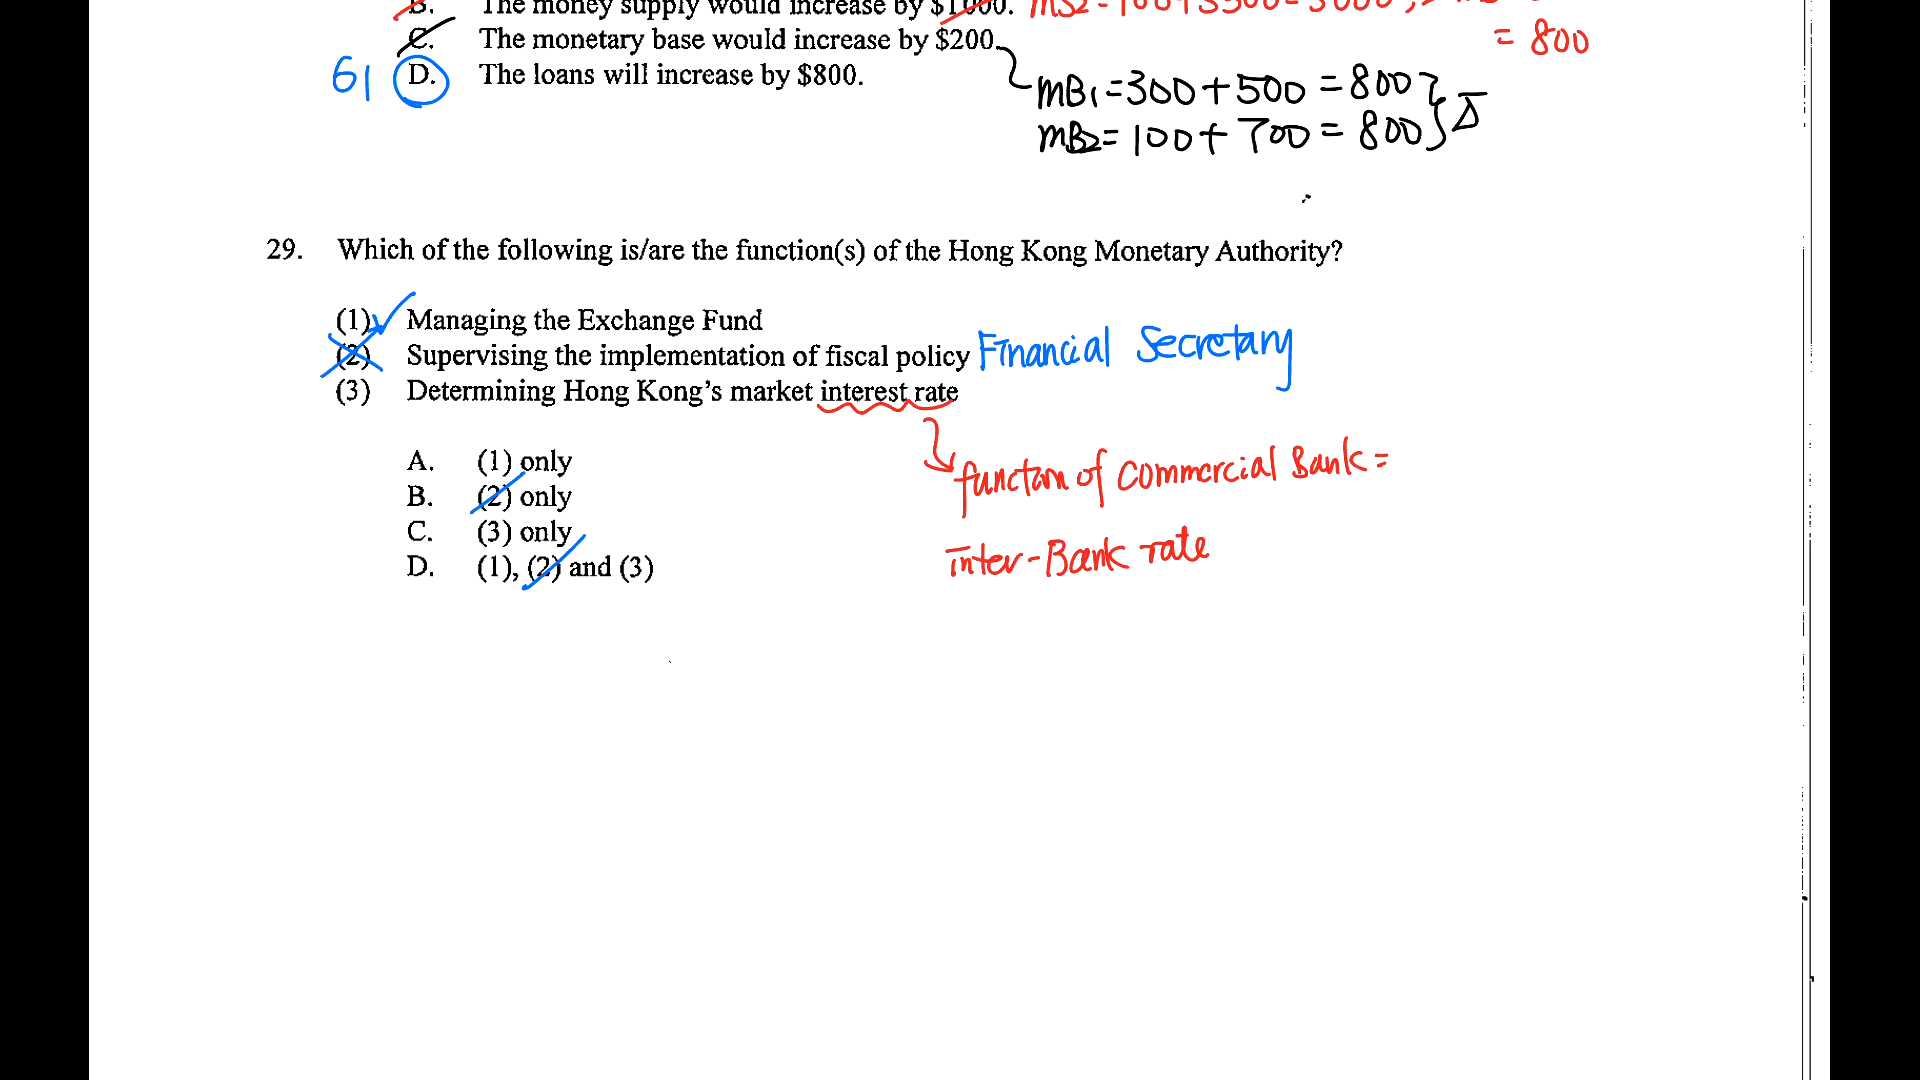 B. The money supply would increase by $1000. MS2 = 100 + 3500 = 3600
= 800
C. The monetary base would increase by $200.
61 D. The loans will increase by $800.
MB1 = 300 + 500 = 800
MB2 = 100 + 700 = 800
29. Which of the following is/are the function(s) of the Hong Kong Monetary Authority?
(1) Managing the Exchange Fund
(2) Supervising the implementation of fiscal policy Financial Secretary
(3) Determining Hong Kong's market interest rate
function of Commercial Bank =
inter-Bank rate
A. (1) only
B. (2) only
C. (3) only
D. (1), (2) and (3)